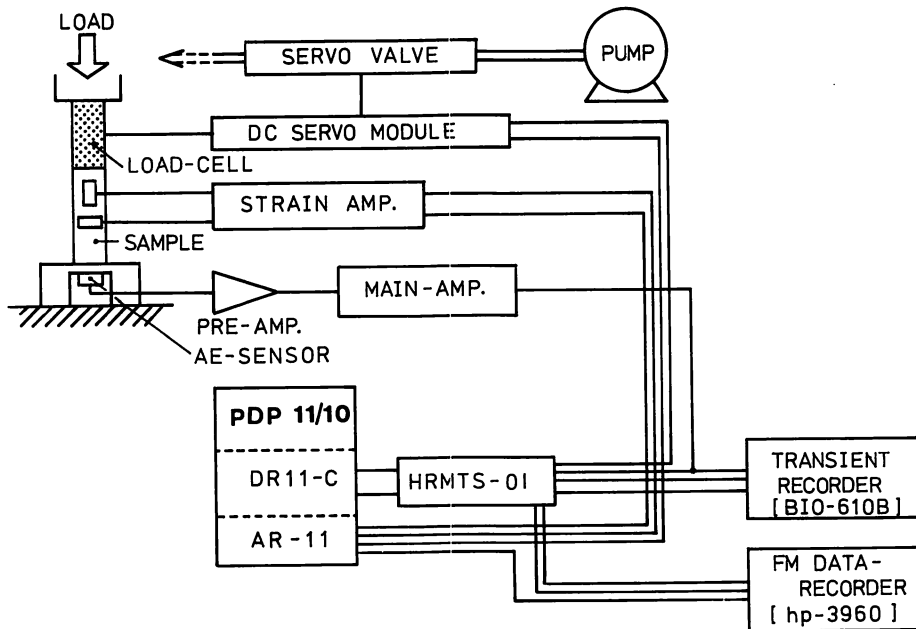 LOAD
SERVO VALVE
PUMP
DC SERVO MODULE
LOAD-CELL
STRAIN AMP.
SAMPLE
MAIN-AMP.
PRE-AMP.
AE-SENSOR
PDP 11/10
DR11-C
HRMTS-01
AR-11
TRANSIENT
RECORDER
[BIO-610B]
FM DATA-
RECORDER
[hp-3960]